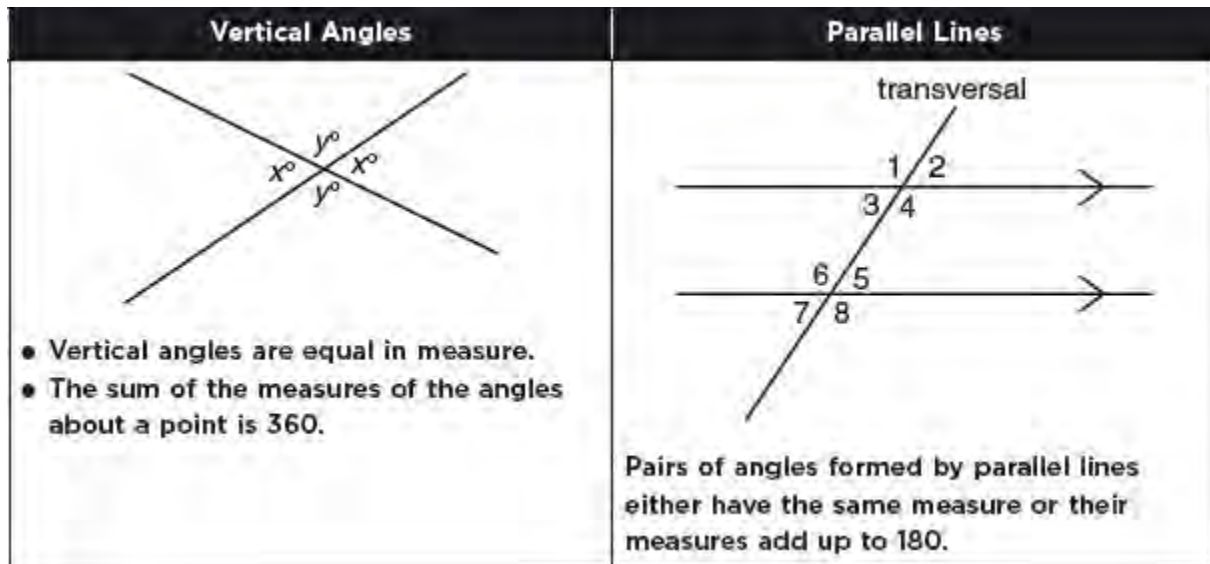 Vertical Angles
y°
x° x°
y°
• Vertical angles are equal in measure.
• The sum of the measures of the angles
about a point is 360.
Parallel Lines
transversal
1 2
3 4
6 5
7 8
Pairs of angles formed by parallel lines
either have the same measure or their
measures add up to 180.